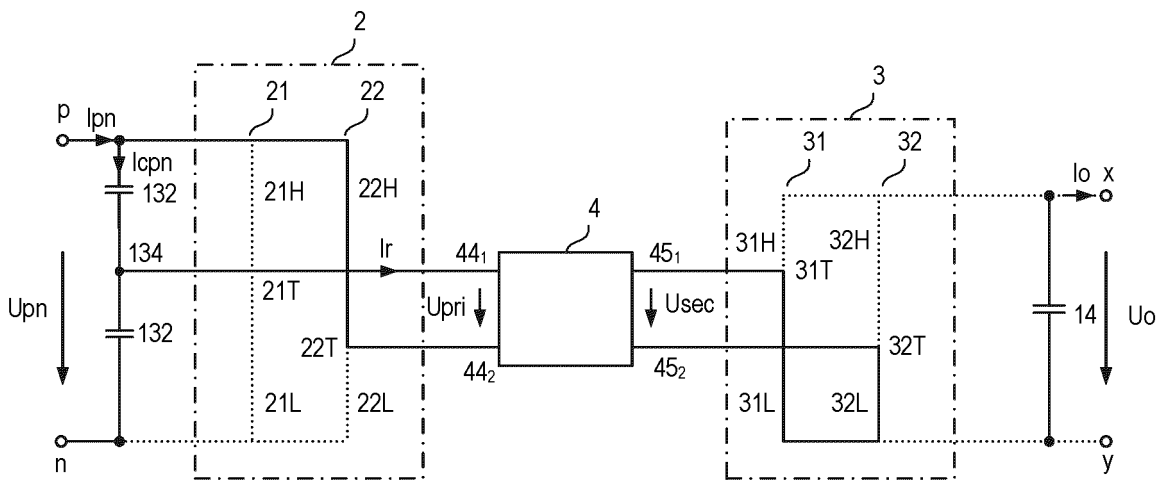 2
21 22
3
p Ipn
31 32
Icpn
132 21H 22H
Io x
4
134 Ir 44₁ 45₁ 31H 32H
21T 31T
Upn 132 Upri Usec 14 Uo
22T 32T
44₂ 45₂
21L 22L 31L 32L
n y